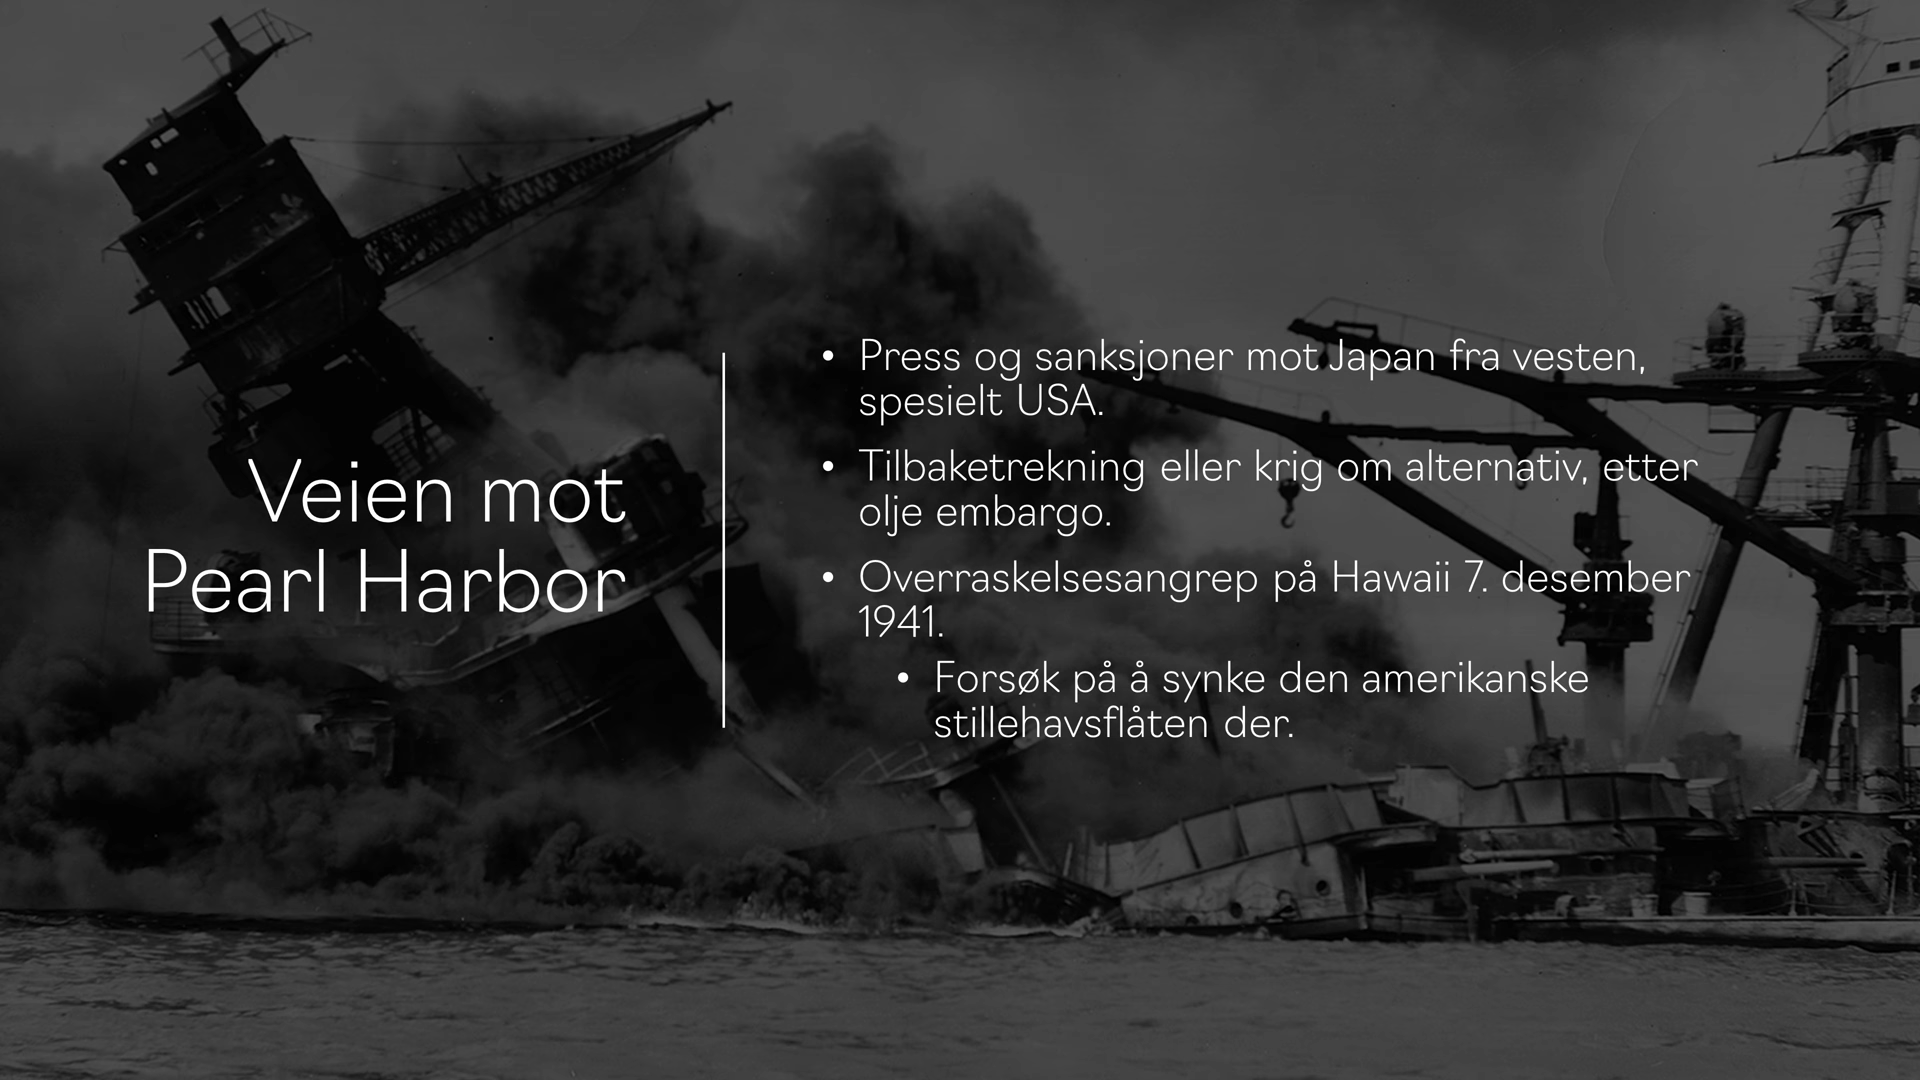 Veien mot
Pearl Harbor
• Press og sanksjoner mot Japan fra vesten,
spesielt USA.
• Tilbaketrekning eller krig om alternativ, etter
olje embargo.
• Overraskelsesangrep på Hawaii 7. desember
1941.
• Forsøk på å synke den amerikanske
stillehavsflåten der.